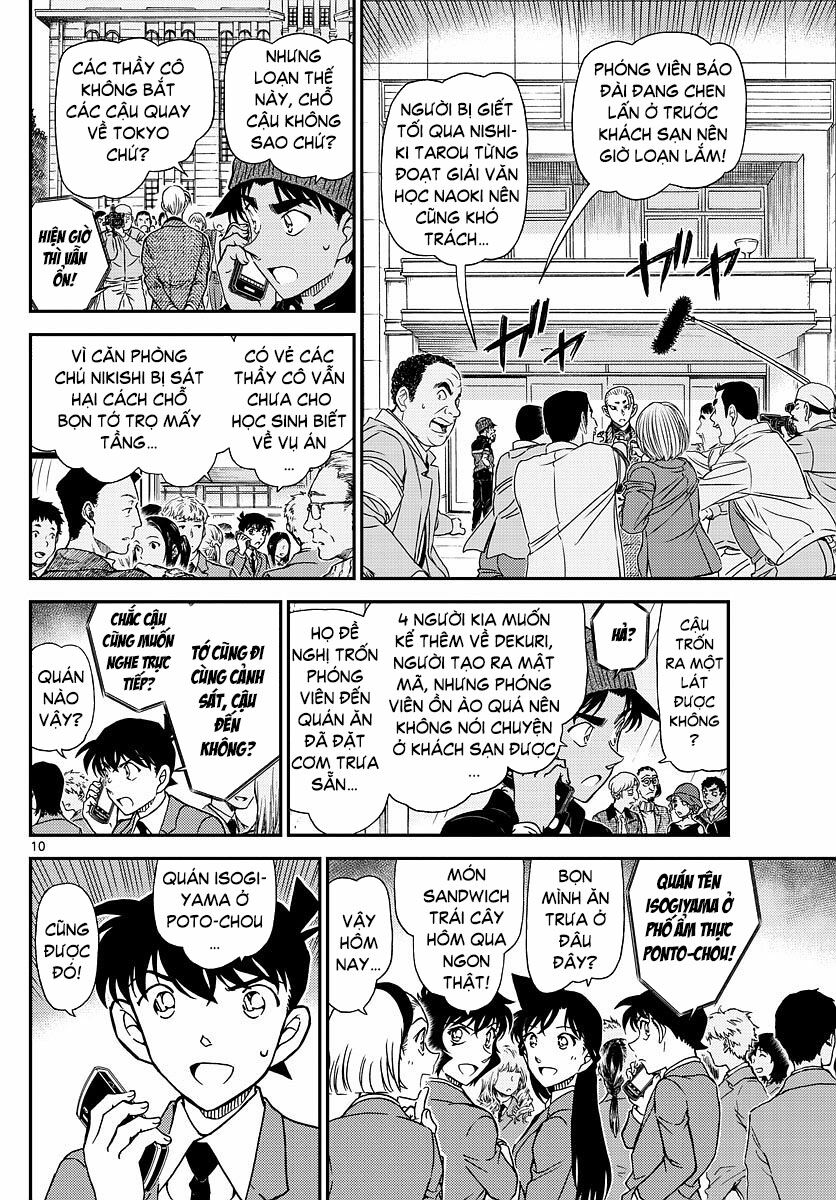 PHÓNG VIÊN BÁO
ĐÀI ĐANG CHEN
LẤN Ở TRƯỚC
KHÁCH SẠN NÊN
GIỜ LOẠN LẮM!
NGƯỜI BỊ GIẾT
TỐI QUA NISHI-
KI TAROU TỪNG
ĐOẠT GIẢI VĂN
HỌC NAOKI NÊN
CŨNG KHÓ
TRÁCH...
ガヤ
ガヤ
NHƯNG
LOẠN THẾ
NÀY, CHỖ
CẬU KHÔNG
SAO CHỨ?
CÁC THẦY CÔ
KHÔNG BẮT
CÁC CẬU QUAY
VỀ TOKYO
CHỨ?
HIỆN GIỜ
THÌ VẪN
ỔN!
CÓ VẺ CÁC
THẦY CÔ VẪN
CHƯA CHO
HỌC SINH BIẾT
VỀ VỤ ÁN
...
VÌ CĂN PHÒNG
CHÚ NIKISHI BỊ SÁT
HẠI CÁCH CHỖ
BỌN TỚ TRỌ MẤY
TẦNG...
CẬU
TRỐN
RA MỘT
LÁT
ĐƯỢC
KHÔNG
?
HẢ?
4 NGƯỜI KIA MUỐN
KỂ THÊM VỀ DEKURI,
NGƯỜI TẠO RA MẬT
MÃ, NHƯNG PHÓNG
VIÊN ỒN ÀO QUÁ NÊN
KHÔNG NÓI CHUYỆN
Ở KHÁCH SẠN ĐƯỢC
...
HỌ ĐỀ
NGHỊ TRỐN
PHÓNG
VIÊN ĐẾN
QUÁN ĂN
ĐÃ ĐẶT
CƠM TRƯA
SẴN...
TỚ CŨNG ĐI
CÙNG CẢNH
SÁT, CẬU
ĐẾN
KHÔNG?
CHẮC CẬU
CŨNG MUỐN
NGHE TRỰC
TIẾP?
QUÁN
NÀO
VẬY?
10
QUÁN TÊN
ISOGIYAMA Ở
PHỐ ẨM THỰC
PONTO-CHOU!
BỌN
MÌNH ĂN
TRƯA Ở
ĐÂU
ĐÂY?
MÓN
SANDWICH
TRÁI CÂY
HÔM QUA
NGON
THẬT!
VẬY
HÔM
NAY...
QUÁN ISOGI-
YAMA Ở
POTO-CHOU
...
CŨNG
ĐƯỢC
ĐÓ!